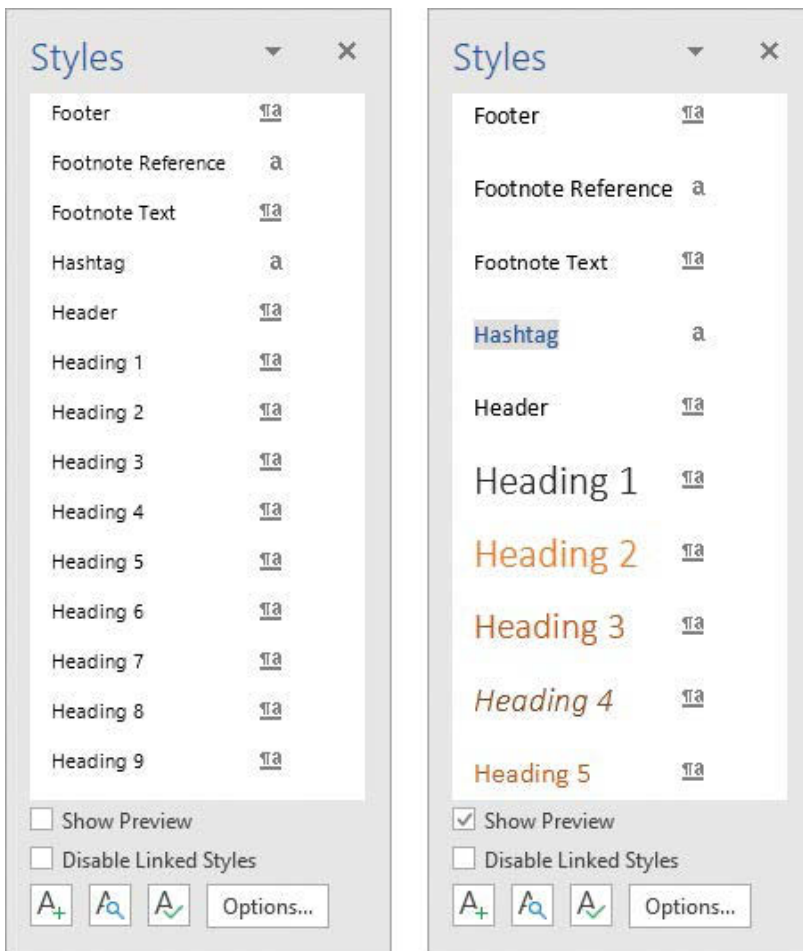 Styles
Footer ¶a
Footnote Reference a
Footnote Text ¶a
Hashtag a
Header ¶a
Heading 1 ¶a
Heading 2 ¶a
Heading 3 ¶a
Heading 4 ¶a
Heading 5 ¶a
Heading 6 ¶a
Heading 7 ¶a
Heading 8 ¶a
Heading 9 ¶a
Show Preview
Disable Linked Styles
Options...
Styles
Footer ¶a
Footnote Reference a
Footnote Text ¶a
Hashtag a
Header ¶a
Heading 1 ¶a
Heading 2 ¶a
Heading 3 ¶a
Heading 4 ¶a
Heading 5 ¶a
Show Preview
Disable Linked Styles
Options...